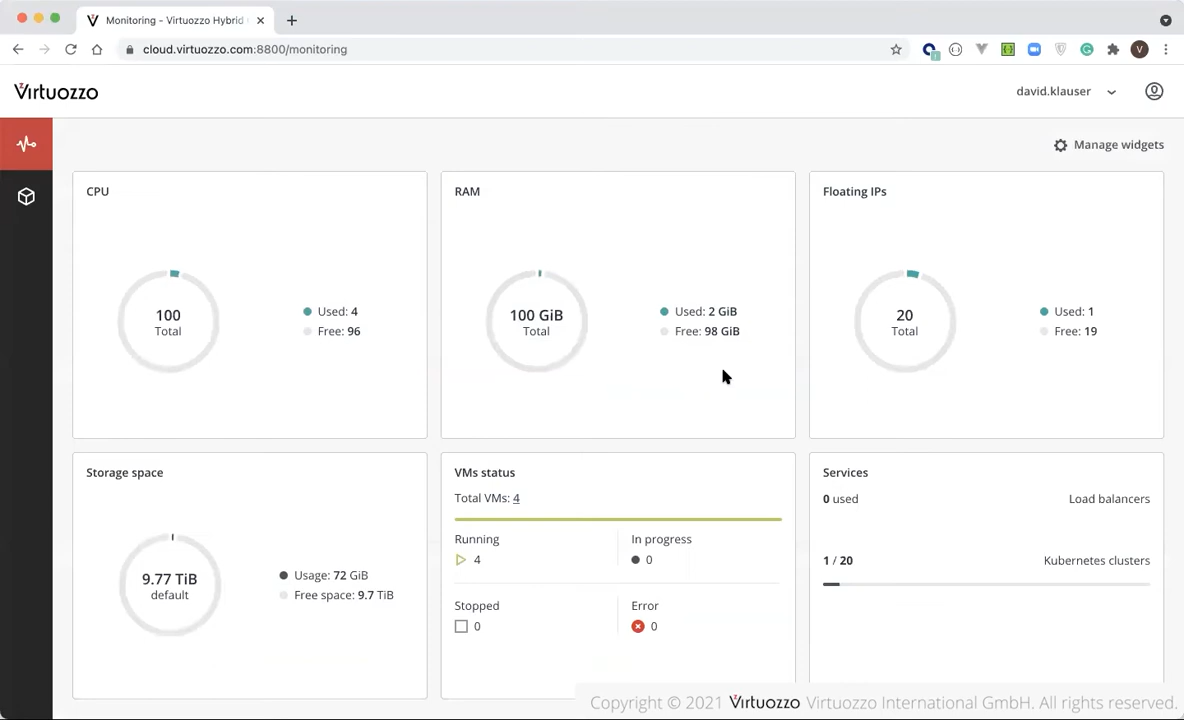 Monitoring - Virtuozzo Hybrid
cloud.virtuozzo.com:8800/monitoring
V
Virtuozzo
david.klauser
Manage widgets
CPU
100
Total
Used: 4
Free: 96
RAM
100 GiB
Total
Used: 2 GiB
Free: 98 GiB
Floating IPs
20
Total
Used: 1
Free: 19
Storage space
9.77 TiB
default
Usage: 72 GiB
Free space: 9.7 TiB
VMs status
Total VMs: 4
Running
4
In progress
0
Stopped
0
Error
0
Services
0 used Load balancers
1 / 20 Kubernetes clusters
Copyright © 2021 Virtuozzo Virtuozzo International GmbH. All rights reserved.